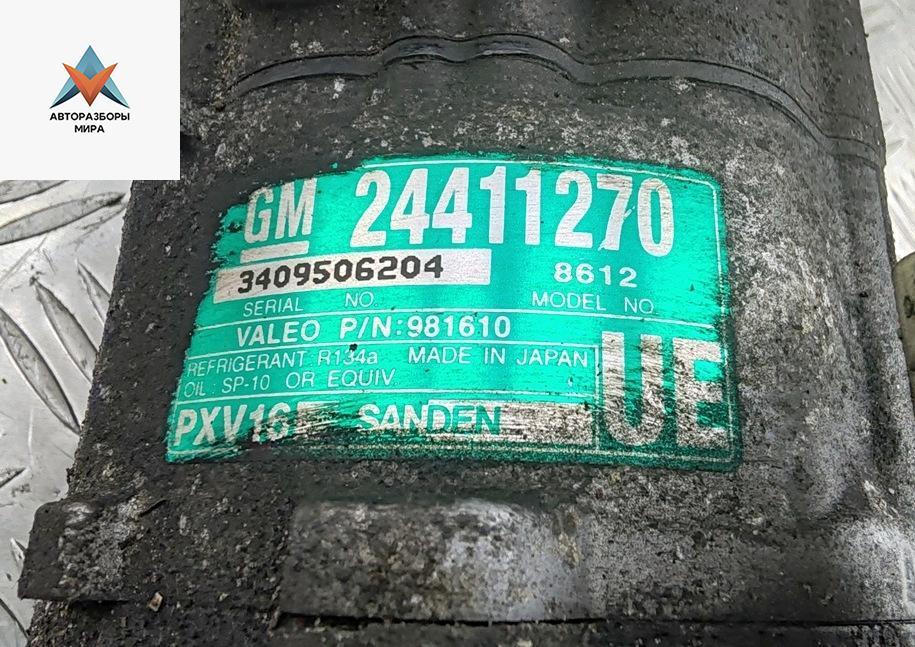 АВТОРАЗБОРЫ
МИРА
GM 24411270
3409506204 8612
SERIAL NO. MODEL NO.
VALEO P/N:981610
REFRIGERANT R134a MADE IN JAPAN
OIL: SP-10 OR EQUIV.
UE
PXV16 SANDEN